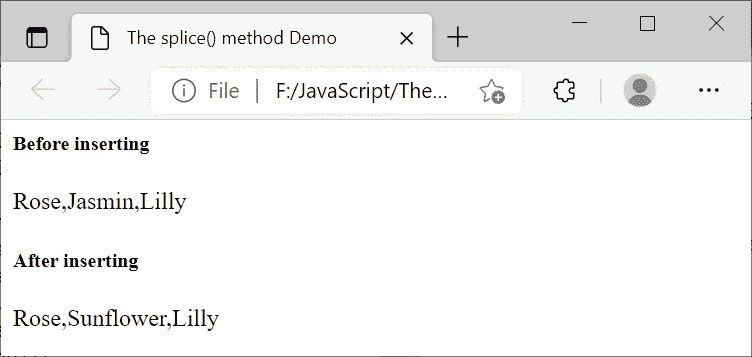 The splice() method Demo
File F:/JavaScript/The...
Before inserting
Rose,Jasmin,Lilly
After inserting
Rose,Sunflower,Lilly